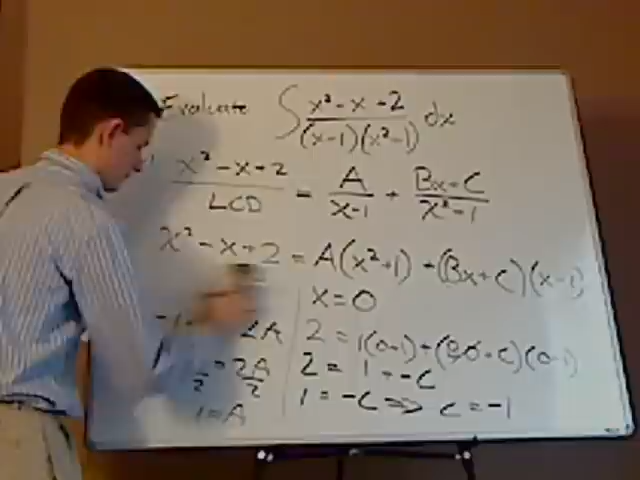 Evaluate ∫ x² - x + 2 / (x-1)(x²-1) dx
x² - x + 2 / LCD = A / x-1 + Bx+C / x²-1
x² - x + 2 = A(x²+1) + (Bx+C)(x-1)
x = 0
2A
2 = 1(0-1) + (B·0+C)(0-1)
2 = 2A / 2
2 = 1 + -C
1 = A
1 = -C ⇒ C = -1